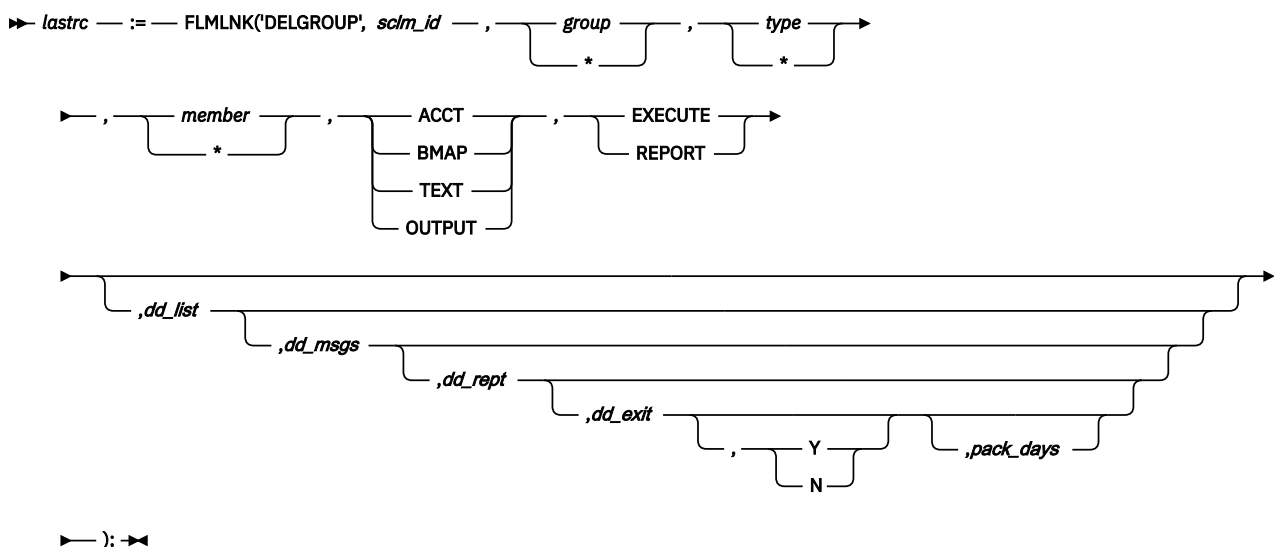 lastrc := FLMLNK('DELGROUP', sclm_id , group , type
* *
, member , ACCT , EXECUTE
* BMAP REPORT
TEXT
OUTPUT
,dd_list
,dd_msgs
,dd_rept
,dd_exit
, Y ,pack_days
N
);